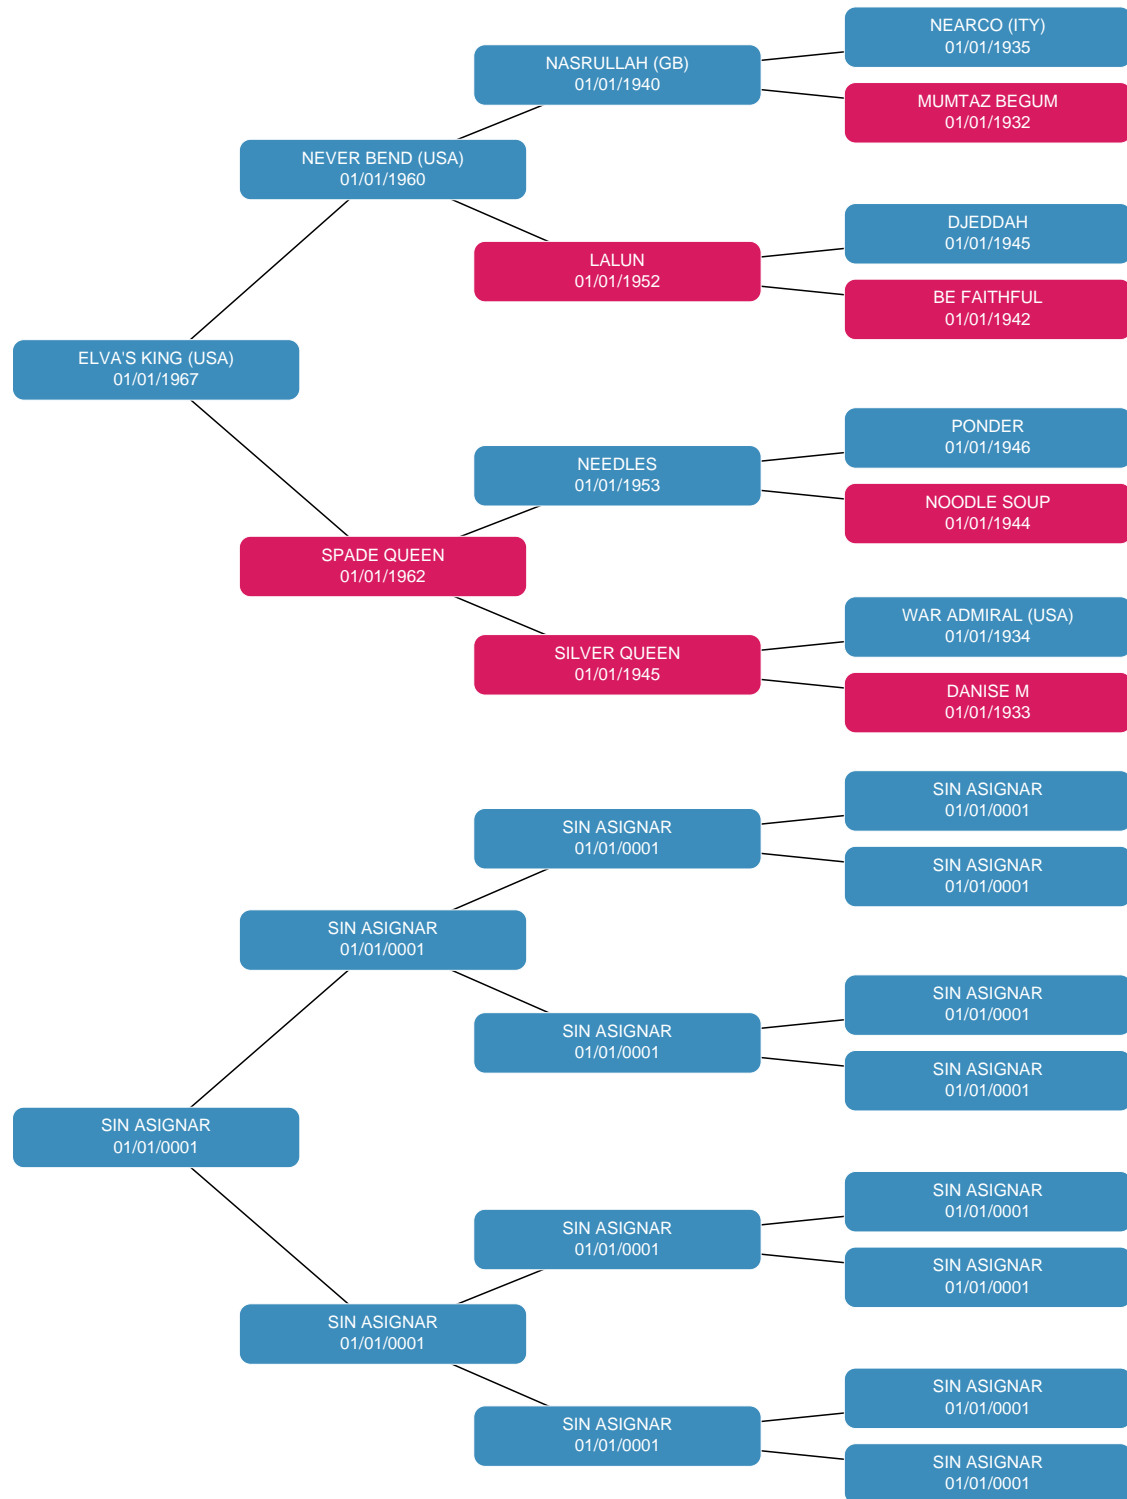 NEARCO (ITY)
01/01/1935
NASRULLAH (GB)
01/01/1940
MUMTAZ BEGUM
01/01/1932
NEVER BEND (USA)
01/01/1960
DJEDDAH
01/01/1945
LALUN
01/01/1952
BE FAITHFUL
01/01/1942
ELVA'S KING (USA)
01/01/1967
PONDER
01/01/1946
NEEDLES
01/01/1953
NOODLE SOUP
01/01/1944
SPADE QUEEN
01/01/1962
WAR ADMIRAL (USA)
01/01/1934
SILVER QUEEN
01/01/1945
DANISE M
01/01/1933
SIN ASIGNAR
01/01/0001
SIN ASIGNAR
01/01/0001
SIN ASIGNAR
01/01/0001
SIN ASIGNAR
01/01/0001
SIN ASIGNAR
01/01/0001
SIN ASIGNAR
01/01/0001
SIN ASIGNAR
01/01/0001
SIN ASIGNAR
01/01/0001
SIN ASIGNAR
01/01/0001
SIN ASIGNAR
01/01/0001
SIN ASIGNAR
01/01/0001
SIN ASIGNAR
01/01/0001
SIN ASIGNAR
01/01/0001
SIN ASIGNAR
01/01/0001
SIN ASIGNAR
01/01/0001